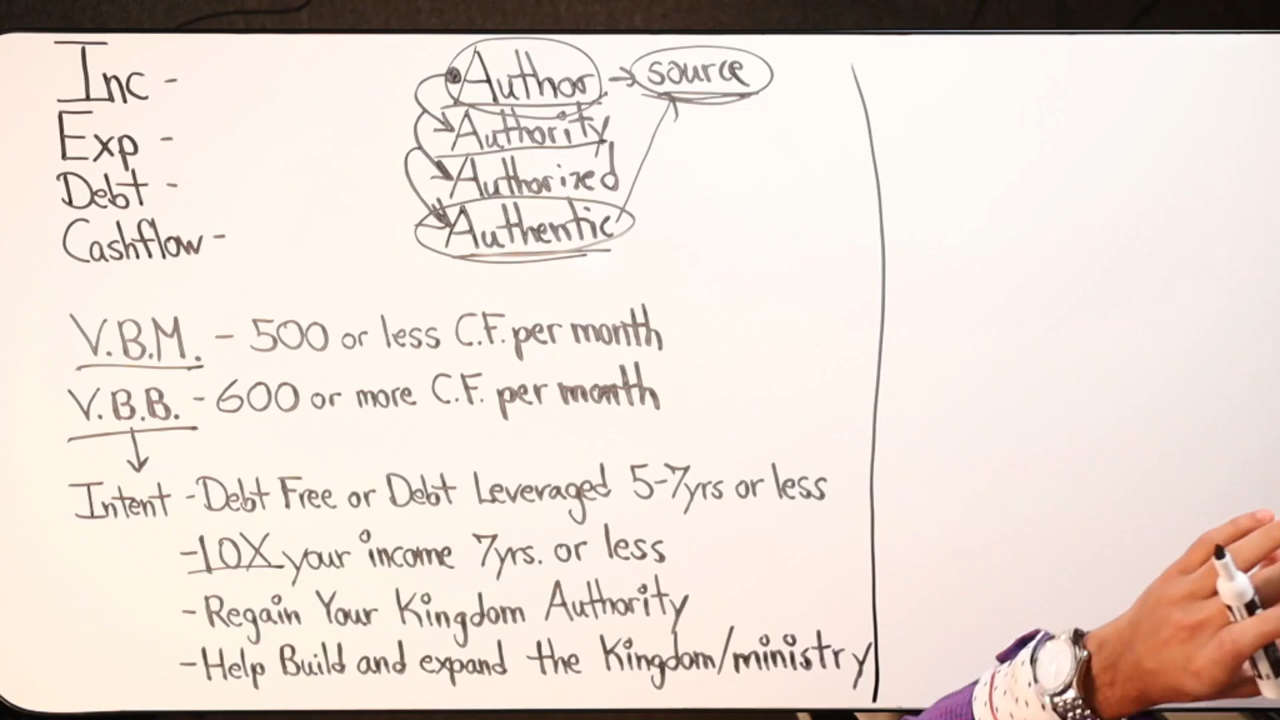 Inc -
Exp -
Debt -
Cashflow -
Author → source
Authority
Authorized
Authentic
V.B.M. - 500 or less C.F. per month
V.B.B. - 600 or more C.F. per month
Intent - Debt Free or Debt Leveraged 5-7yrs or less
- 10X your income 7yrs. or less
- Regain Your Kingdom Authority
- Help Build and expand the Kingdom/ministry